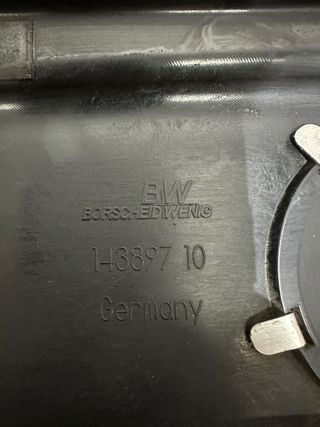 BW
BORSCHEIDWENIG
143897 10
Germany